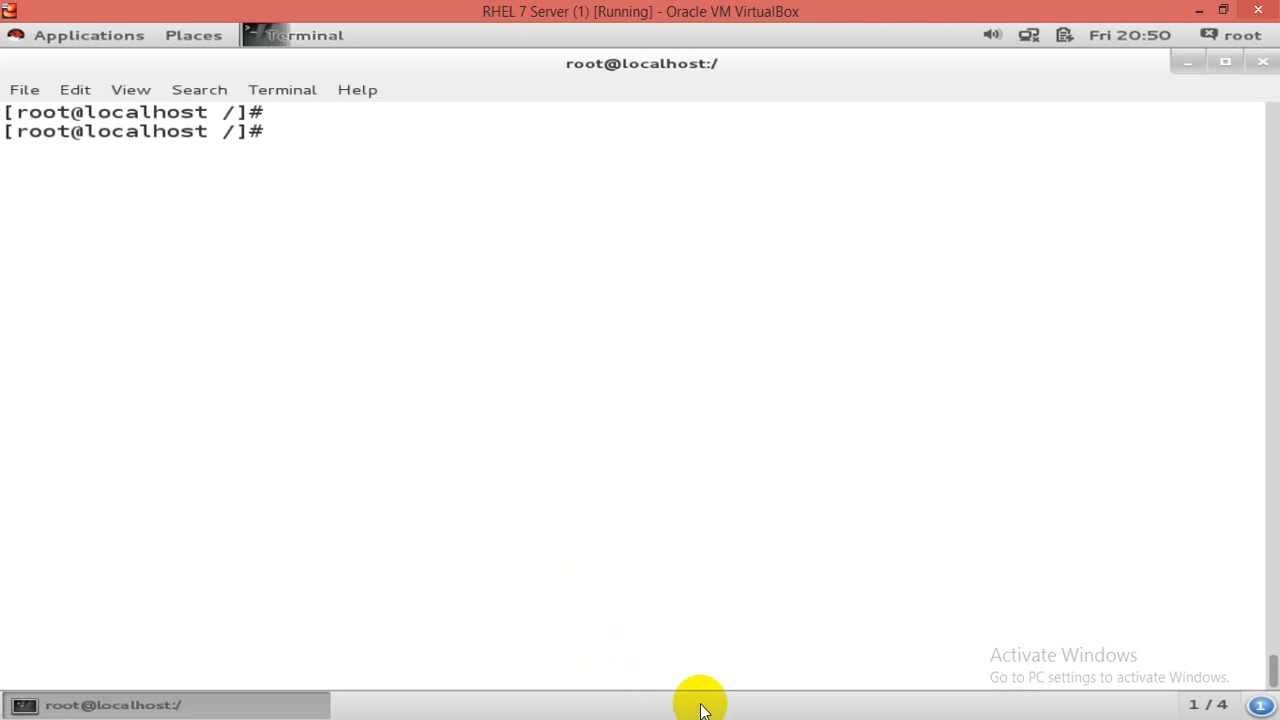 RHEL 7 Server (1) [Running] - Oracle VM VirtualBox
Applications Places Terminal Fri 20:50 root
root@localhost:/
File Edit View Search Terminal Help
[root@localhost /]#
[root@localhost /]#
Activate Windows
Go to PC settings to activate Windows.
root@localhost:/ 1 / 4 1